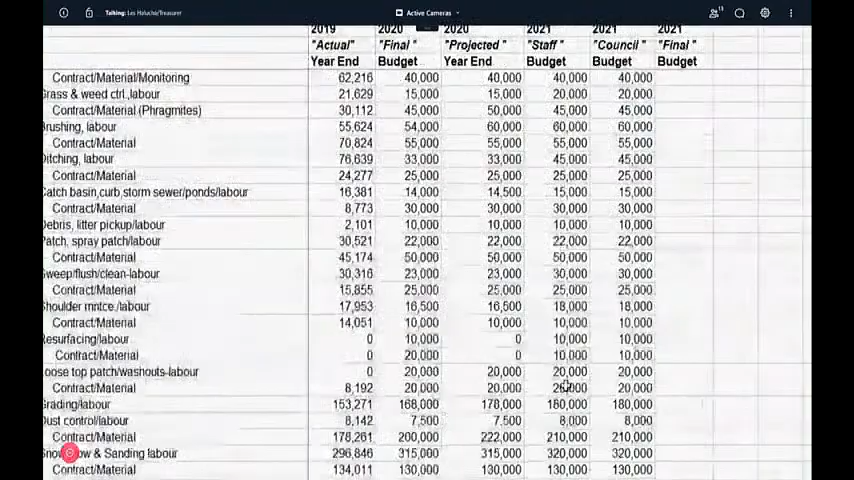 Talking: Les Halucha/Treasurer
Active Cameras
11
2019 2020 2020 2021 2021 2021
"Actual" "Final " "Projected " "Staff " "Council " "Final "
Year End Budget Year End Budget Budget Budget
Contract/Material/Monitoring 62,216 40,000 40,000 40,000 40,000
Grass & weed ctrl.,labour 21,629 15,000 15,000 20,000 20,000
Contract/Material (Phragmites) 30,112 45,000 50,000 45,000 45,000
Brushing, labour 55,624 54,000 60,000 60,000 60,000
Contract/Material 70,824 55,000 55,000 55,000 55,000
Ditching, labour 76,639 33,000 33,000 45,000 45,000
Contract/Material 24,277 25,000 25,000 25,000 25,000
Catch basin,curb,storm sewer/ponds/labour 16,381 14,000 14,500 15,000 15,000
Contract/Material 8,773 30,000 30,000 30,000 30,000
Debris, litter pickup/labour 2,101 10,000 10,000 10,000 10,000
Patch, spray patch/labour 30,521 22,000 22,000 22,000 22,000
Contract/Material 45,174 50,000 50,000 50,000 50,000
Sweep/flush/clean-labour 30,316 23,000 23,000 30,000 30,000
Contract/Material 15,855 25,000 25,000 25,000 25,000
Shoulder mntce./labour 17,953 16,500 16,500 18,000 18,000
Contract/Material 14,051 10,000 10,000 10,000 10,000
Resurfacing/labour 0 10,000 0 10,000 10,000
Contract/Material 0 20,000 0 10,000 10,000
Loose top patch/washouts-labour 0 20,000 20,000 20,000 20,000
Contract/Material 8,192 20,000 20,000 20,000 20,000
Grading/labour 153,271 168,000 178,000 180,000 180,000
Dust control/labour 8,142 7,500 7,500 8,000 8,000
Contract/Material 178,261 200,000 222,000 210,000 210,000
& Sanding labour 296,846 315,000 315,000 320,000 320,000
Contract/Material 134,011 130,000 130,000 130,000 130,000